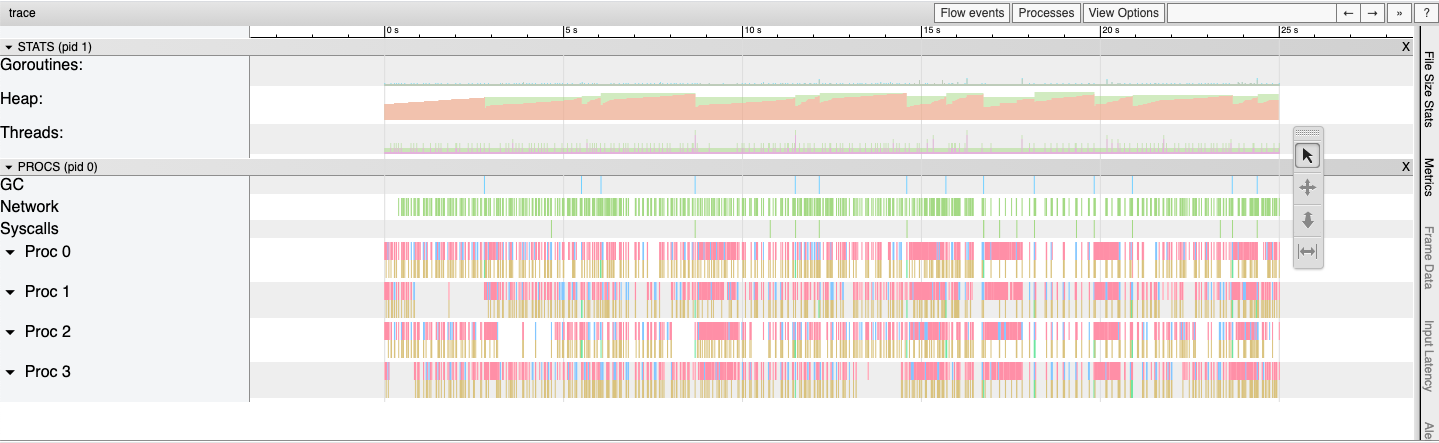 trace
Flow events
Processes
View Options
←
→
»
?
0 s
5 s
10 s
15 s
20 s
25 s
STATS (pid 1)
X
Goroutines:
Heap:
Threads:
PROCS (pid 0)
X
GC
Network
Syscalls
Proc 0
Proc 1
Proc 2
Proc 3
File Size Stats
Metrics
Frame Data
Input Latency
Ale